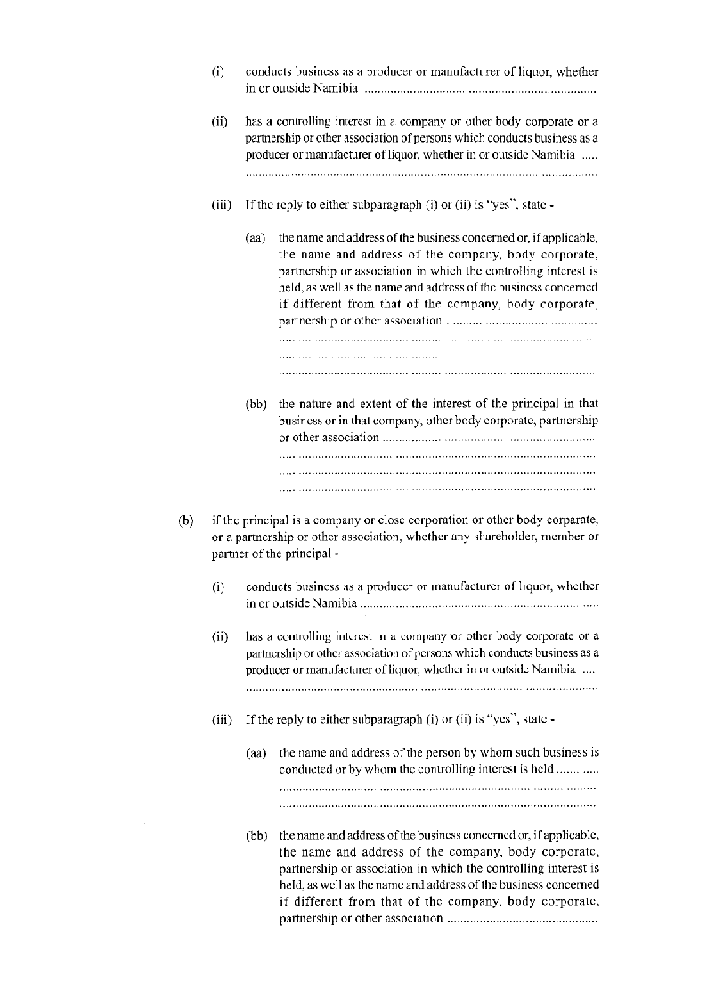 (i) conducts business as a producer or manufacturer of liquor, whether
in or outside Namibia ......................................................................
(ii) has a controlling interest in a company or other body corporate or a
partnership or other association of persons which conducts business as a
producer or manufacturer of liquor, whether in or outside Namibia .....
..........................................................................................................
(iii) If the reply to either subparagraph (i) or (ii) is “yes”, state -
(aa) the name and address of the business concerned or, if applicable,
the name and address of the company, body corporate,
partnership or association in which the controlling interest is
held, as well as the name and address of the business concerned
if different from that of the company, body corporate,
partnership or other association ..............................................
................................................................................................
................................................................................................
................................................................................................
(bb) the nature and extent of the interest of the principal in that
business or in that company, other body corporate, partnership
or other association .................................................................
................................................................................................
................................................................................................
................................................................................................
(b) if the principal is a company or close corporation or other body corparate,
or a partnership or other association, whether any shareholder, member or
partner of the principal -
(i) conducts business as a producer or manufacturer of liquor, whether
in or outside Namibia ........................................................................
(ii) has a controlling interest in a company or other body corporate or a
partnership or other association of persons which conducts business as a
producer or manufacturer of liquor, whether in or outside Namibia .....
..........................................................................................................
(iii) If the reply to either subparagraph (i) or (ii) is “yes”, state -
(aa) the name and address of the person by whom such business is
conducted or by whom the controlling interest is held .............
................................................................................................
................................................................................................
(bb) the name and address of the business concerned or, if applicable,
the name and address of the company, body corporate,
partnership or association in which the controlling interest is
held, as well as the name and address of the business concerned
if different from that of the company, body corporate,
partnership or other association ..............................................